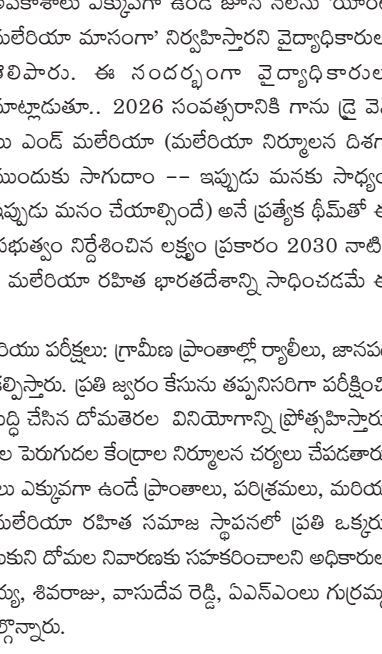 అవకాశాలు ఎక్కువగా ఉండే జూన్ నెలను ‘యాంటీ
మలేరియా మాసంగా’ నిర్వహిస్తారని వైద్యాధికారులు
తెలిపారు. ఈ సందర్భంగా వైద్యాధికారులు
మాట్లాడుతూ.. 2026 సంవత్సరానికి గాను డ్రై వె
లు ఎండ్ మలేరియా (మలేరియా నిర్మూలన దిశగా
ముందుకు సాగుదాం -- ఇప్పుడు మనకు సాధ్యం
ఇప్పుడు మనం చేయాల్సిందే) అనే ప్రత్యేక థీమ్‌తో ఈ
ప్రభుత్వం నిర్దేశించిన లక్ష్యం ప్రకారం 2030 నాటి
మలేరియా రహిత భారతదేశాన్ని సాధించడమే ఈ
రియు పరీక్షలు: గ్రామీణ ప్రాంతాల్లో ర్యాలీలు, జానప
కల్పిస్తారు. ప్రతి జ్వరం కేసును తప్పనిసరిగా పరీక్షించి
ద్ధి చేసిన దోమతెరల వినియోగాన్ని ప్రోత్సహిస్తారు
ల పెరుగుదల కేంద్రాల నిర్మూలన చర్యలు చేపడతారు
లు ఎక్కువగా ఉండే ప్రాంతాలు, పరిశ్రమలు, మరియు
మలేరియా రహిత సమాజ స్థాపనలో ప్రతి ఒక్కరు
ుకుని దోమల నివారణకు సహకరించాలని అధికారులు
య్య, శివరాజు, వాసుదేవ రెడ్డి, ఏఎన్ఎంలు గుర్రమ్మ
ల్గొన్నారు.